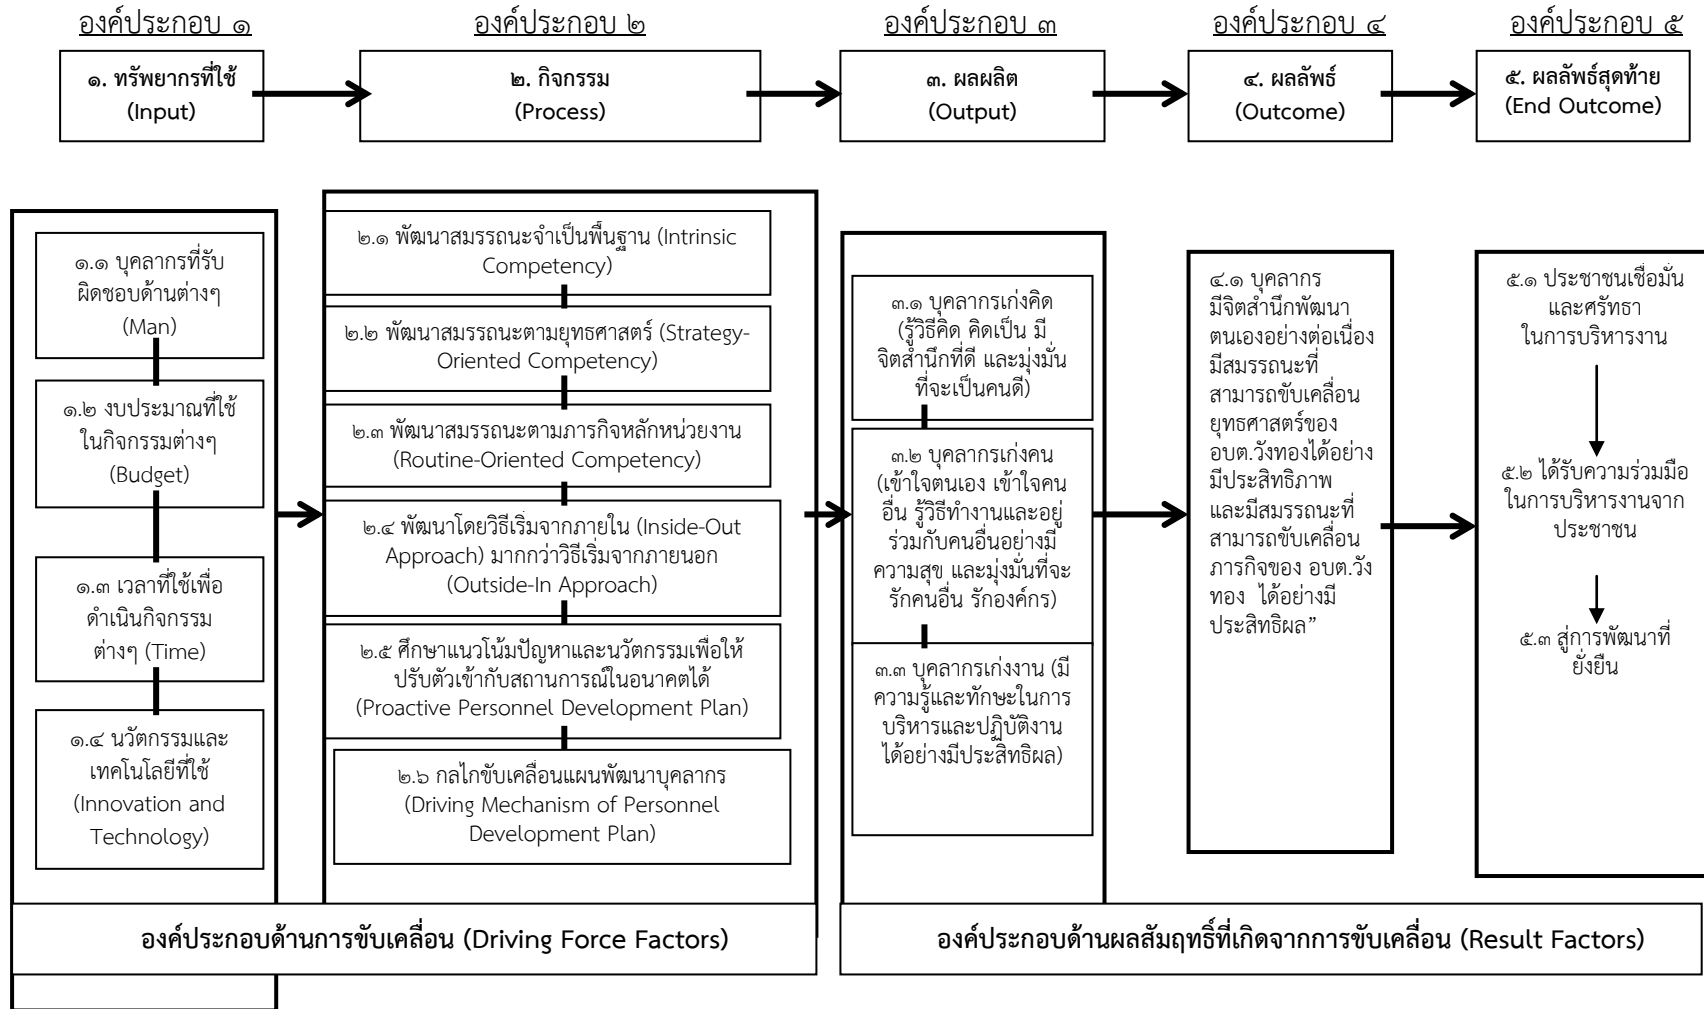 องค์ประกอบ ๑
องค์ประกอบ ๒
องค์ประกอบ ๓
องค์ประกอบ ๔
องค์ประกอบ ๕
๑. ทรัพยากรที่ใช้
(Input)
๒. กิจกรรม
(Process)
๓. ผลผลิต
(Output)
๔. ผลลัพธ์
(Outcome)
๕. ผลลัพธ์สุดท้าย
(End Outcome)
๑.๑ บุคลากรที่รับ
ผิดชอบด้านต่างๆ
(Man)
๑.๒ งบประมาณที่ใช้
ในกิจกรรมต่างๆ
(Budget)
๑.๓ เวลาที่ใช้เพื่อ
ดำเนินกิจกรรม
ต่างๆ (Time)
๑.๔ นวัตกรรมและ
เทคโนโลยีที่ใช้
(Innovation and
Technology)
๒.๑ พัฒนาสมรรถนะจำเป็นพื้นฐาน (Intrinsic
Competency)
๒.๒ พัฒนาสมรรถนะตามยุทธศาสตร์ (Strategy-
Oriented Competency)
๒.๓ พัฒนาสมรรถนะตามภารกิจหลักหน่วยงาน
(Routine-Oriented Competency)
๒.๔ พัฒนาโดยวิธีเริ่มจากภายใน (Inside-Out
Approach) มากกว่าวิธีเริ่มจากภายนอก
(Outside-In Approach)
๒.๕ ศึกษาแนวโน้มปัญหาและนวัตกรรมเพื่อให้
ปรับตัวเข้ากับสถานการณ์ในอนาคตได้
(Proactive Personnel Development Plan)
๒.๖ กลไกขับเคลื่อนแผนพัฒนาบุคลากร
(Driving Mechanism of Personnel
Development Plan)
๓.๑ บุคลากรเก่งคิด
(รู้วิธีคิด คิดเป็น มี
จิตสำนึกที่ดี และมุ่งมั่น
ที่จะเป็นคนดี)
๓.๒ บุคลากรเก่งคน
(เข้าใจตนเอง เข้าใจคน
อื่น รู้วิธีทำงานและอยู่
ร่วมกับคนอื่นอย่างมี
ความสุข และมุ่งมั่นที่จะ
รักคนอื่น รักองค์กร)
๓.๓ บุคลากรเก่งงาน (มี
ความรู้และทักษะในการ
บริหารและปฏิบัติงาน
ได้อย่างมีประสิทธิผล)
๔.๑ บุคลากร
มีจิตสำนึกพัฒนา
ตนเองอย่างต่อเนื่อง
มีสมรรถนะที่
สามารถขับเคลื่อน
ยุทธศาสตร์ของ
อบต.วังทองได้อย่าง
มีประสิทธิภาพ
และมีสมรรถนะที่
สามารถขับเคลื่อน
ภารกิจของ อบต.วัง
ทอง ได้อย่างมี
ประสิทธิผล”
๕.๑ ประชาชนเชื่อมั่น
และศรัทธา
ในการบริหารงาน
๕.๒ ได้รับความร่วมมือ
ในการบริหารงานจาก
ประชาชน
๕.๓ สู่การพัฒนาที่
ยั่งยืน
องค์ประกอบด้านการขับเคลื่อน (Driving Force Factors)
องค์ประกอบด้านผลสัมฤทธิ์ที่เกิดจากการขับเคลื่อน (Result Factors)